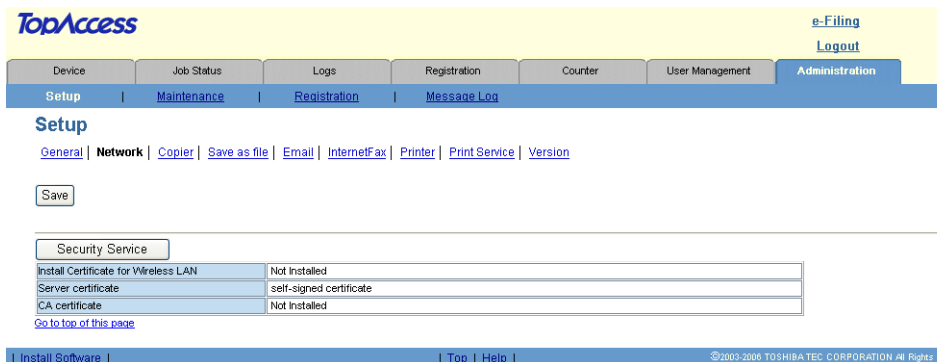 TopAccess
e-Filing
Logout
Device Job Status Logs Registration Counter User Management Administration
Setup | Maintenance | Registration | Message Log
Setup
General | Network | Copier | Save as file | Email | InternetFax | Printer | Print Service | Version
Save
Security Service
Install Certificate for Wireless LAN Not Installed
Server certificate self-signed certificate
CA certificate Not Installed
Go to top of this page
| Install Software | | Top | Help | ©2003-2006 TOSHIBA TEC CORPORATION All Rights